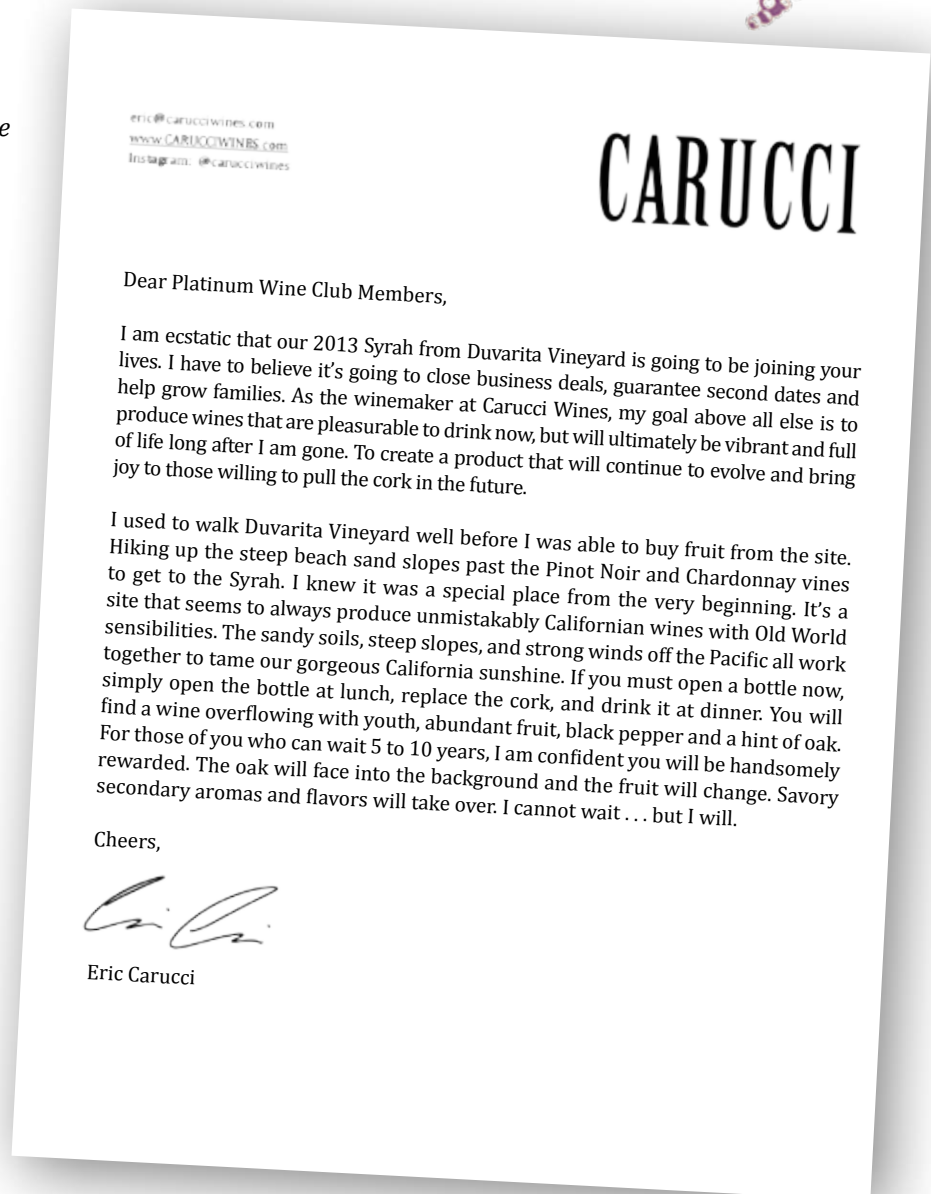 e
eric@carucciwines.com
www.CARUCCIWINES.com
Instagram: @carucciwines
CARUCCI
Dear Platinum Wine Club Members,
I am ecstatic that our 2013 Syrah from Duvarita Vineyard is going to be joining your
lives. I have to believe it's going to close business deals, guarantee second dates and
help grow families. As the winemaker at Carucci Wines, my goal above all else is to
produce wines that are pleasurable to drink now, but will ultimately be vibrant and full
of life long after I am gone. To create a product that will continue to evolve and bring
joy to those willing to pull the cork in the future.
I used to walk Duvarita Vineyard well before I was able to buy fruit from the site.
Hiking up the steep beach sand slopes past the Pinot Noir and Chardonnay vines
to get to the Syrah. I knew it was a special place from the very beginning. It's a
site that seems to always produce unmistakably Californian wines with Old World
sensibilities. The sandy soils, steep slopes, and strong winds off the Pacific all work
together to tame our gorgeous California sunshine. If you must open a bottle now,
simply open the bottle at lunch, replace the cork, and drink it at dinner. You will
find a wine overflowing with youth, abundant fruit, black pepper and a hint of oak.
For those of you who can wait 5 to 10 years, I am confident you will be handsomely
rewarded. The oak will face into the background and the fruit will change. Savory
secondary aromas and flavors will take over. I cannot wait . . . but I will.
Cheers,
Eric Carucci